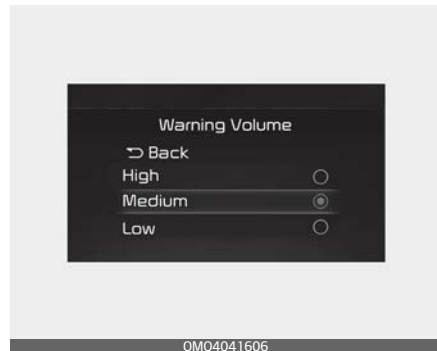 Warning Volume
Back
High
Medium
Low
OMO4041606